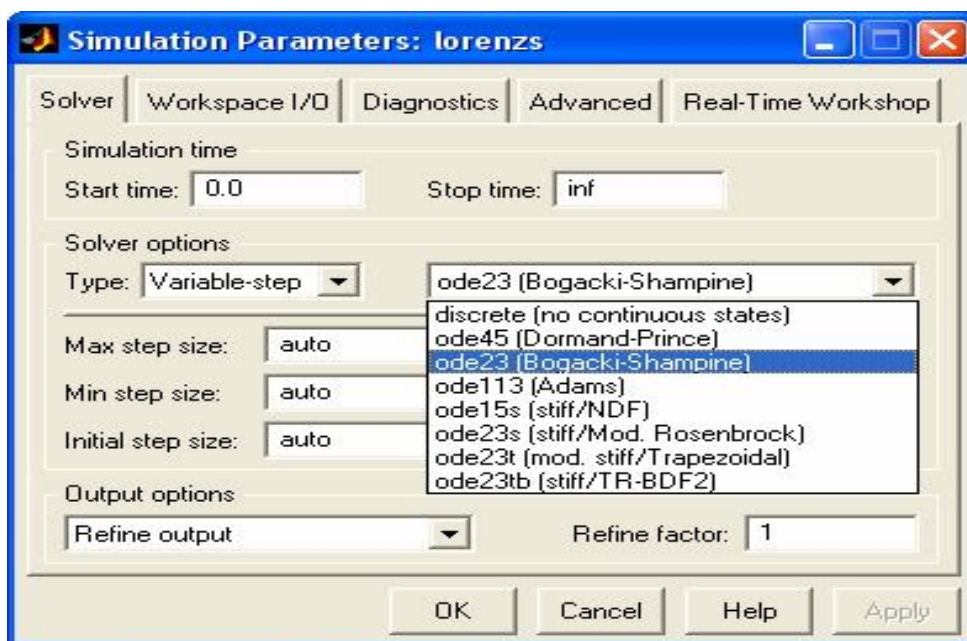 Simulation Parameters: lorenzs
Solver Workspace I/O Diagnostics Advanced Real-Time Workshop
Simulation time
Start time: 0.0 Stop time: inf
Solver options
Type: Variable-step ode23 (Bogacki-Shampine)
discrete (no continuous states)
ode45 (Dormand-Prince)
ode23 (Bogacki-Shampine)
ode113 (Adams)
ode15s (stiff/NDF)
ode23s (stiff/Mod. Rosenbrock)
ode23t (mod. stiff/Trapezoidal)
ode23tb (stiff/TR-BDF2)
Max step size: auto
Min step size: auto
Initial step size: auto
Output options
Refine output Refine factor: 1
OK Cancel Help Apply